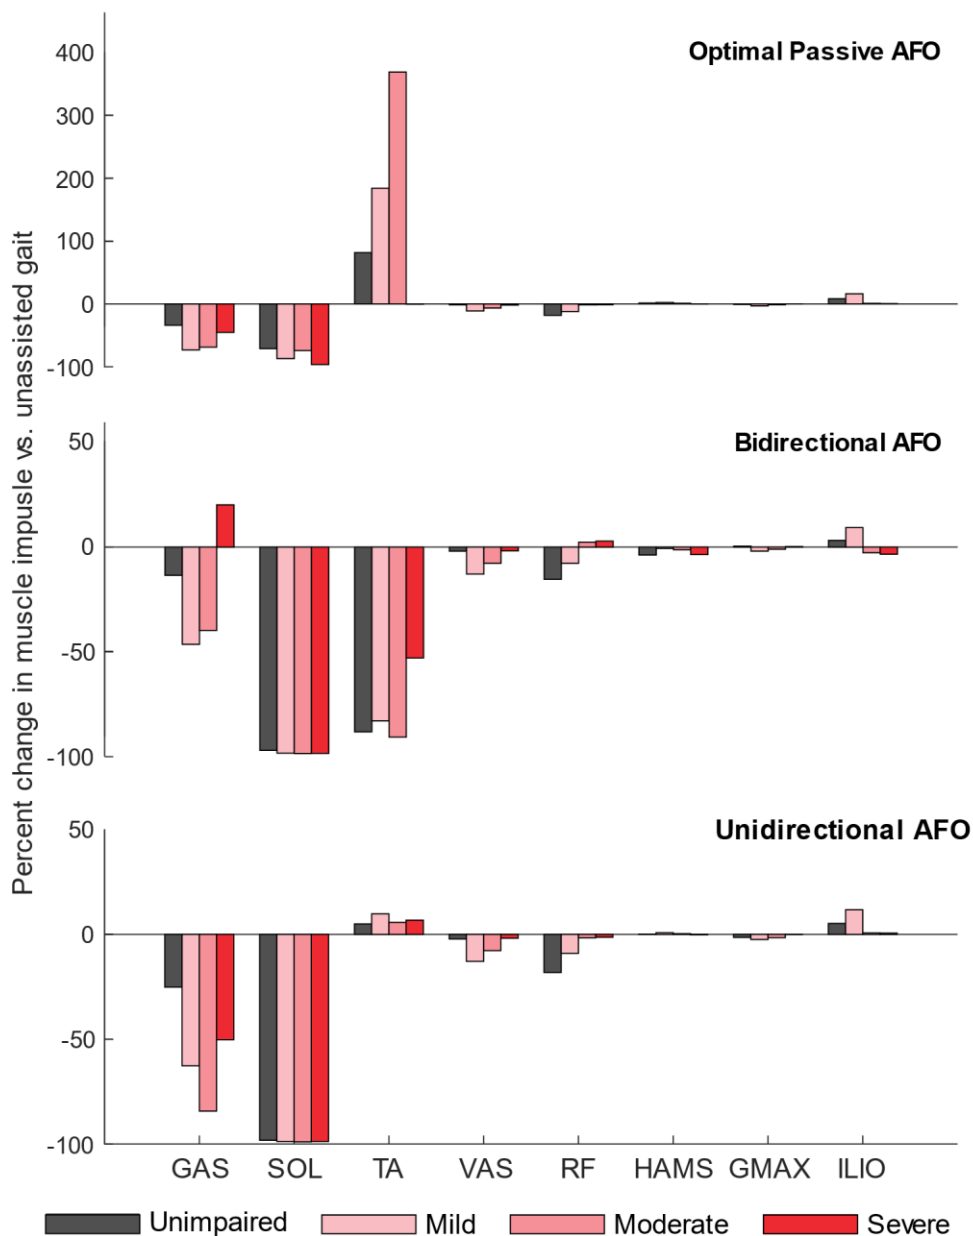 Percent change in muscle impusle vs. unassisted gait
Optimal Passive AFO
400
300
200
100
0
-100
Bidirectional AFO
50
0
-50
-100
Unidirectional AFO
50
0
-50
-100
GAS SOL TA VAS RF HAMS GMAX ILIO
Unimpaired Mild Moderate Severe